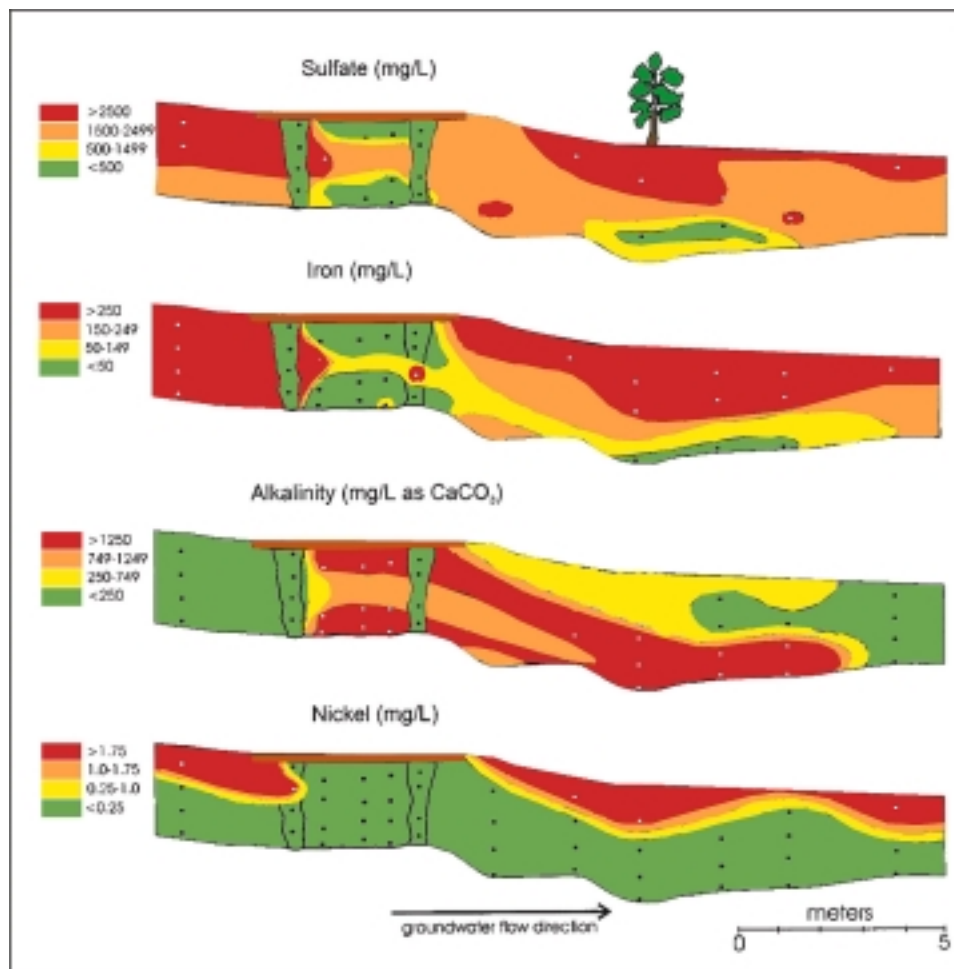 Sulfate (mg/L)
>2500
1500-2499
500-1499
<500
Iron (mg/L)
>250
150-249
50-149
<50
Alkalinity (mg/L as CaCO₃)
>1250
749-1249
250-749
<250
Nickel (mg/L)
>1.75
1.0-1.75
0.25-1.0
<0.25
groundwater flow direction
meters
0 5